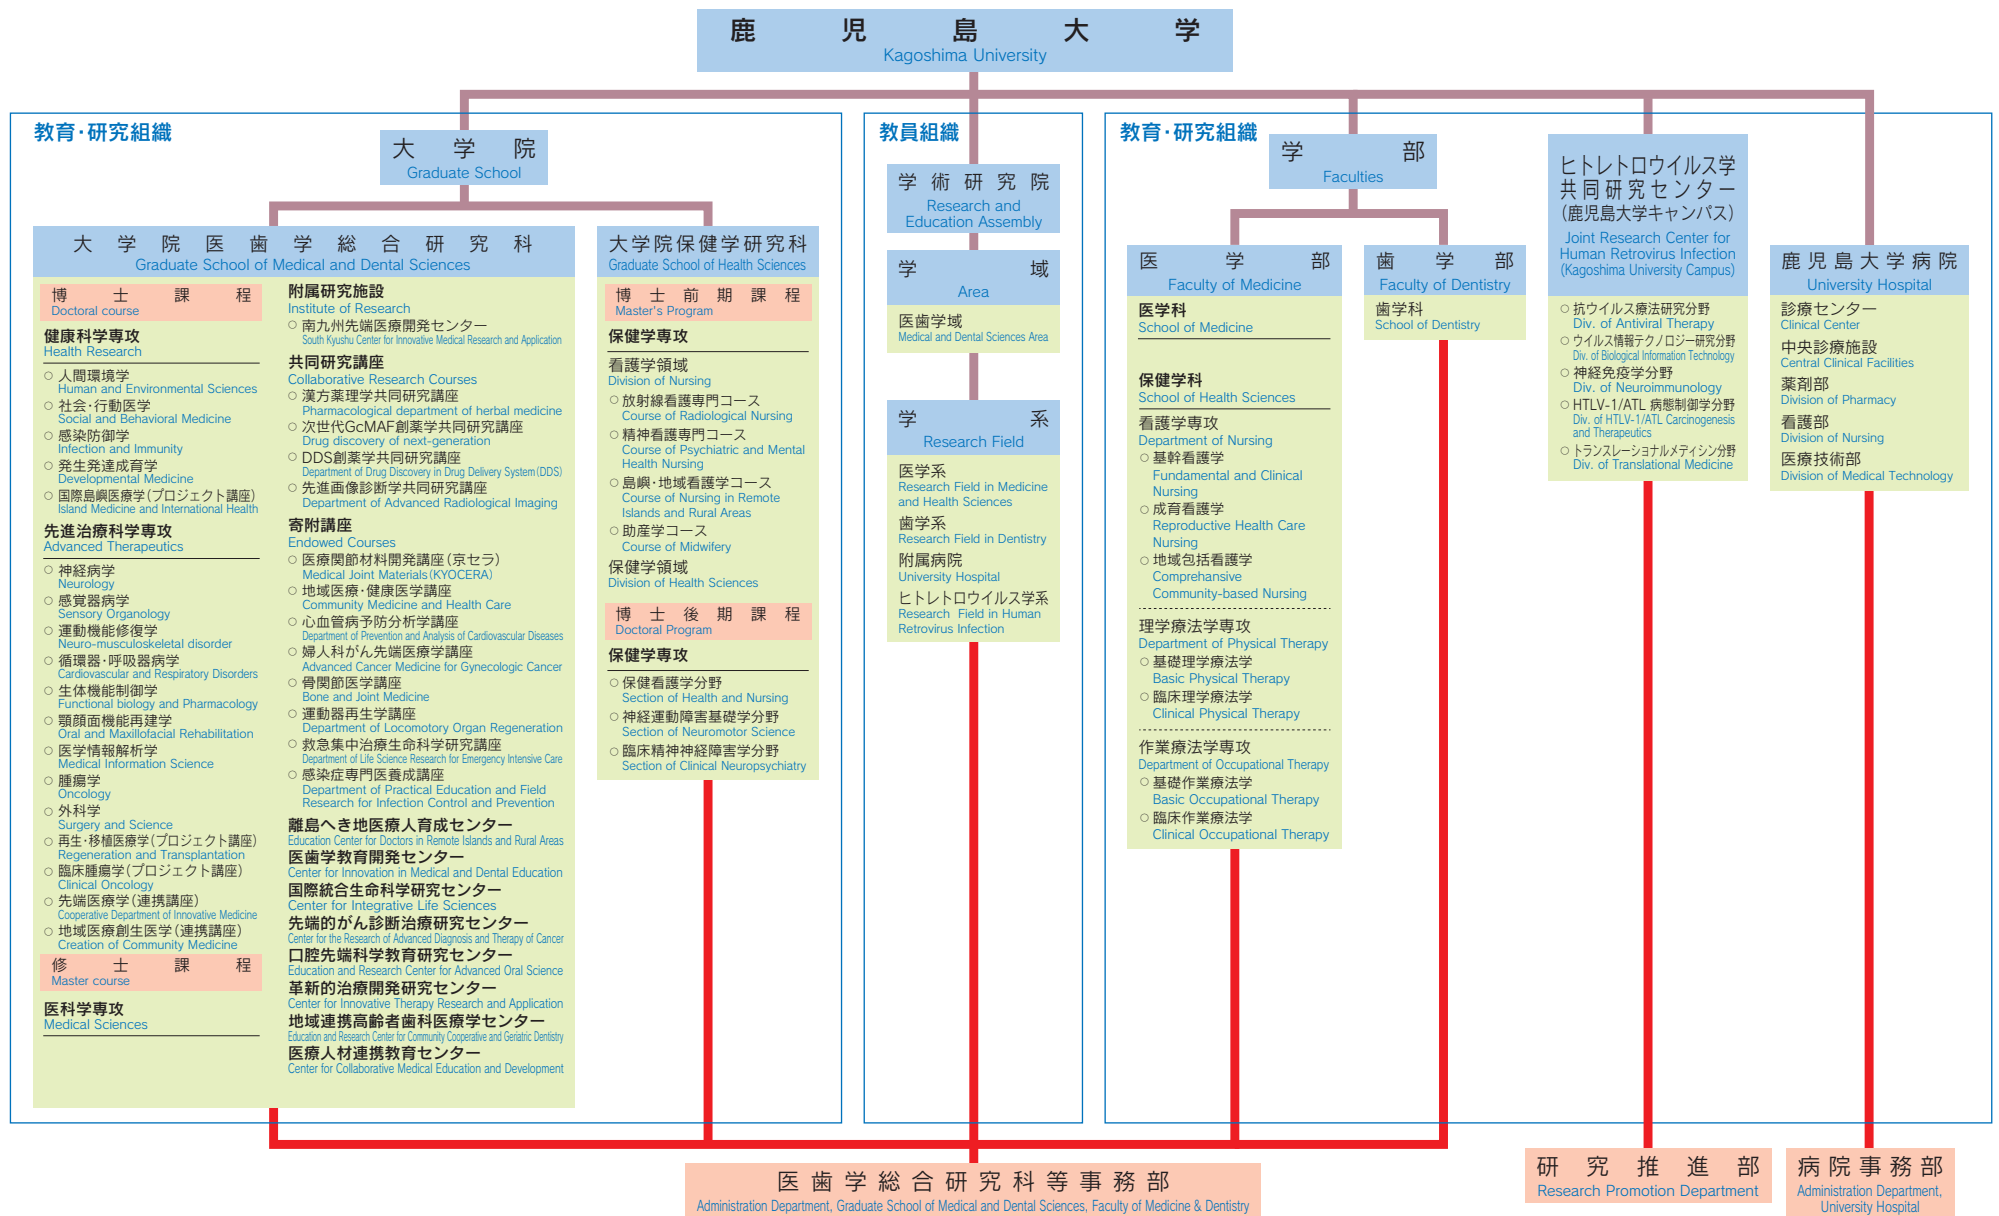 鹿児島大学
Kagoshima University
教育・研究組織
大学院
Graduate School
大学院医歯学総合研究科
Graduate School of Medical and Dental Sciences
博士課程
Doctoral course
健康科学専攻
Health Research
○ 人間環境学
Human and Environmental Sciences
○ 社会・行動医学
Social and Behavioral Medicine
○ 感染防御学
Infection and Immunity
○ 発生発達成育学
Developmental Medicine
○ 国際島嶼医療学(プロジェクト講座)
Island Medicine and International Health
先進治療科学専攻
Advanced Therapeutics
○ 神経病学
Neurology
○ 感覚器病学
Sensory Organology
○ 運動機能修復学
Neuro-musculoskeletal disorder
○ 循環器・呼吸器病学
Cardiovascular and Respiratory Disorders
○ 生体機能制御学
Functional biology and Pharmacology
○ 顎顔面機能再建学
Oral and Maxillofacial Rehabilitation
○ 医学情報解析学
Medical Information Science
○ 腫瘍学
Oncology
○ 外科学
Surgery and Science
○ 再生・移植医療学(プロジェクト講座)
Regeneration and Transplantation
○ 臨床腫瘍学(プロジェクト講座)
Clinical Oncology
○ 先端医療学(連携講座)
Cooperative Department of Innovative Medicine
○ 地域医療創生医学(連携講座)
Creation of Community Medicine
修士課程
Master course
医科学専攻
Medical Sciences
附属研究施設
Institute of Research
○ 南九州先端医療開発センター
South Kyushu Center for Innovative Medical Research and Application
共同研究講座
Collaborative Research Courses
○ 漢方薬理学共同研究講座
Pharmacological department of herbal medicine
○ 次世代GcMAF創薬学共同研究講座
Drug discovery of next-generation
○ DDS創薬学共同研究講座
Department of Drug Discovery in Drug Delivery System(DDS)
○ 先進画像診断学共同研究講座
Department of Advanced Radiological Imaging
寄附講座
Endowed Courses
○ 医療関節材料開発講座(京セラ)
Medical Joint Materials(KYOCERA)
○ 地域医療・健康医学講座
Community Medicine and Health Care
○ 心血管病予防分析学講座
Department of Prevention and Analysis of Cardiovascular Diseases
○ 婦人科がん先端医療学講座
Advanced Cancer Medicine for Gynecologic Cancer
○ 骨関節医学講座
Bone and Joint Medicine
○ 運動器再生学講座
Department of Locomotory Organ Regeneration
○ 救急集中治療生命科学研究講座
Department of Life Science Research for Emergency Intensive Care
○ 感染症専門医養成講座
Department of Practical Education and Field
Research for Infection Control and Prevention
離島へき地医療人育成センター
Education Center for Doctors in Remote Islands and Rural Areas
医歯学教育開発センター
Center for Innovation in Medical and Dental Education
国際統合生命科学研究センター
Center for Integrative Life Sciences
先端的がん診断治療研究センター
Center for the Research of Advanced Diagnosis and Therapy of Cancer
口腔先端科学教育研究センター
Education and Research Center for Advanced Oral Science
革新的治療開発研究センター
Center for Innovative Therapy Research and Application
地域連携高齢者歯科医療学センター
Education and Research Center for Community Cooperative and Geriatric Dentistry
医療人材連携教育センター
Center for Collaborative Medical Education and Development
大学院保健学研究科
Graduate School of Health Sciences
博士前期課程
Master's Program
保健学専攻
看護学領域
Division of Nursing
○ 放射線看護専門コース
Course of Radiological Nursing
○ 精神看護専門コース
Course of Psychiatric and Mental
Health Nursing
○ 島嶼・地域看護学コース
Course of Nursing in Remote
Islands and Rural Areas
○ 助産学コース
Course of Midwifery
保健学領域
Division of Health Sciences
博士後期課程
Doctoral Program
保健学専攻
○ 保健看護学分野
Section of Health and Nursing
○ 神経運動障害基礎学分野
Section of Neuromotor Science
○ 臨床精神神経障害学分野
Section of Clinical Neuropsychiatry
教員組織
学術研究院
Research and
Education Assembly
学域
Area
医歯学域
Medical and Dental Sciences Area
学系
Research Field
医学系
Research Field in Medicine
and Health Sciences
歯学系
Research Field in Dentistry
附属病院
University Hospital
ヒトレトロウイルス学系
Research Field in Human
Retrovirus Infection
教育・研究組織
学部
Faculties
医学部
Faculty of Medicine
医学科
School of Medicine
保健学科
School of Health Sciences
看護学専攻
Department of Nursing
○ 基幹看護学
Fundamental and Clinical
Nursing
○ 成育看護学
Reproductive Health Care
Nursing
○ 地域包括看護学
Comprehansive
Community-based Nursing
理学療法学専攻
Department of Physical Therapy
○ 基礎理学療法学
Basic Physical Therapy
○ 臨床理学療法学
Clinical Physical Therapy
作業療法学専攻
Department of Occupational Therapy
○ 基礎作業療法学
Basic Occupational Therapy
○ 臨床作業療法学
Clinical Occupational Therapy
歯学部
Faculty of Dentistry
歯学科
School of Dentistry
ヒトレトロウイルス学
共同研究センター
(鹿児島大学キャンパス)
Joint Research Center for
Human Retrovirus Infection
(Kagoshima University Campus)
○ 抗ウイルス療法研究分野
Div. of Antiviral Therapy
○ ウイルス情報テクノロジー研究分野
Div. of Biological Information Technology
○ 神経免疫学分野
Div. of Neuroimmunology
○ HTLV-1/ATL 病態制御学分野
Div. of HTLV-1/ATL Carcinogenesis
and Therapeutics
○ トランスレーショナルメディシン分野
Div. of Translational Medicine
鹿児島大学病院
University Hospital
診療センター
Clinical Center
中央診療施設
Central Clinical Facilities
薬剤部
Division of Pharmacy
看護部
Division of Nursing
医療技術部
Division of Medical Technology
医歯学総合研究科等事務部
Administration Department, Graduate School of Medical and Dental Sciences, Faculty of Medicine & Dentistry
研究推進部
Research Promotion Department
病院事務部
Administration Department,
University Hospital